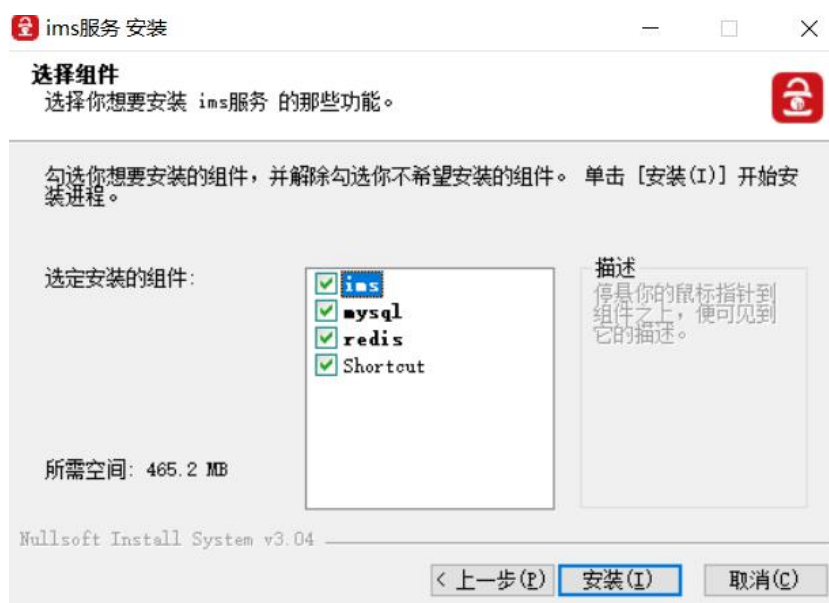 ims服务 安装
选择组件
选择你想要安装 ims服务 的那些功能。
勾选你想要安装的组件，并解除勾选你不希望安装的组件。 单击 [安装(I)] 开始安
装进程。
选定安装的组件:
ims
mysql
redis
Shortcut
描述
停悬你的鼠标指针到
组件之上，便可见到
它的描述。
所需空间: 465.2 MB
Nullsoft Install System v3.04
< 上一步(P)
安装(I)
取消(C)